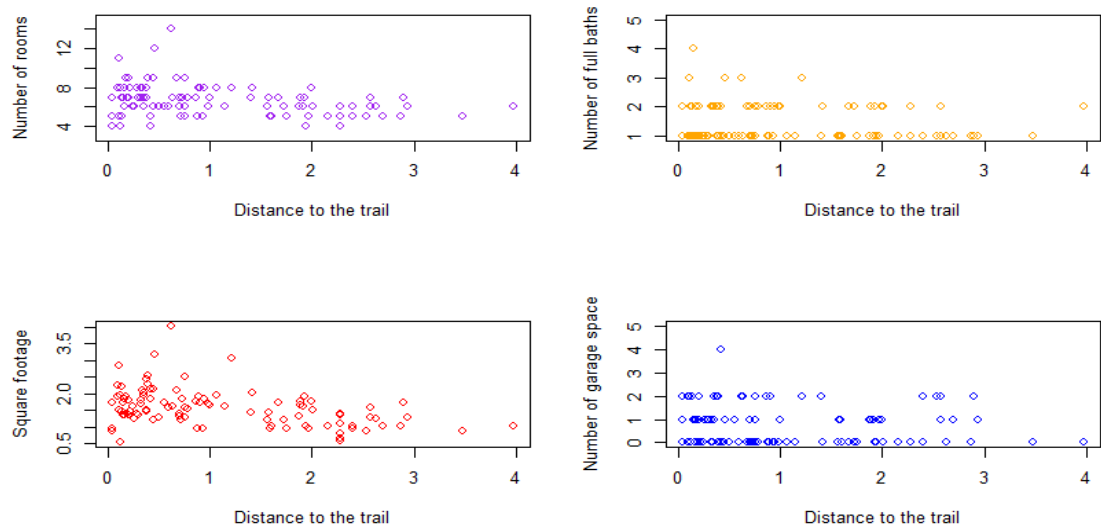 Number of rooms
4 8 12
0 1 2 3 4
Distance to the trail
Number of full baths
1 2 3 4 5
0 1 2 3 4
Distance to the trail
Square footage
0.5 2.0 3.5
0 1 2 3 4
Distance to the trail
Number of garage space
0 1 2 3 4 5
0 1 2 3 4
Distance to the trail